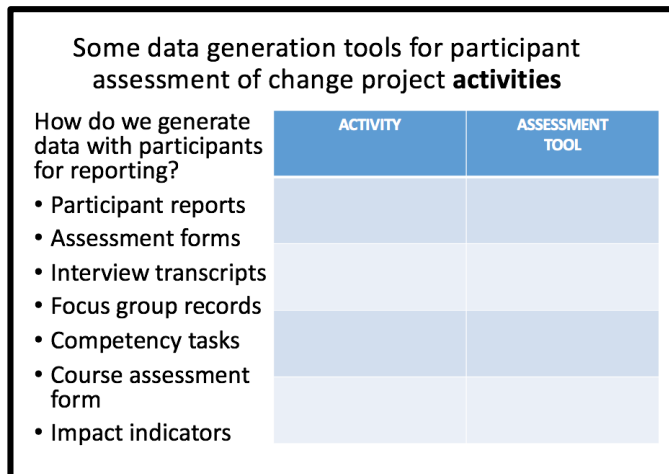 Some data generation tools for participant
assessment of change project activities
How do we generate
data with participants
for reporting?
• Participant reports
• Assessment forms
• Interview transcripts
• Focus group records
• Competency tasks
• Course assessment
form
• Impact indicators
ACTIVITY
ASSESSMENT
TOOL